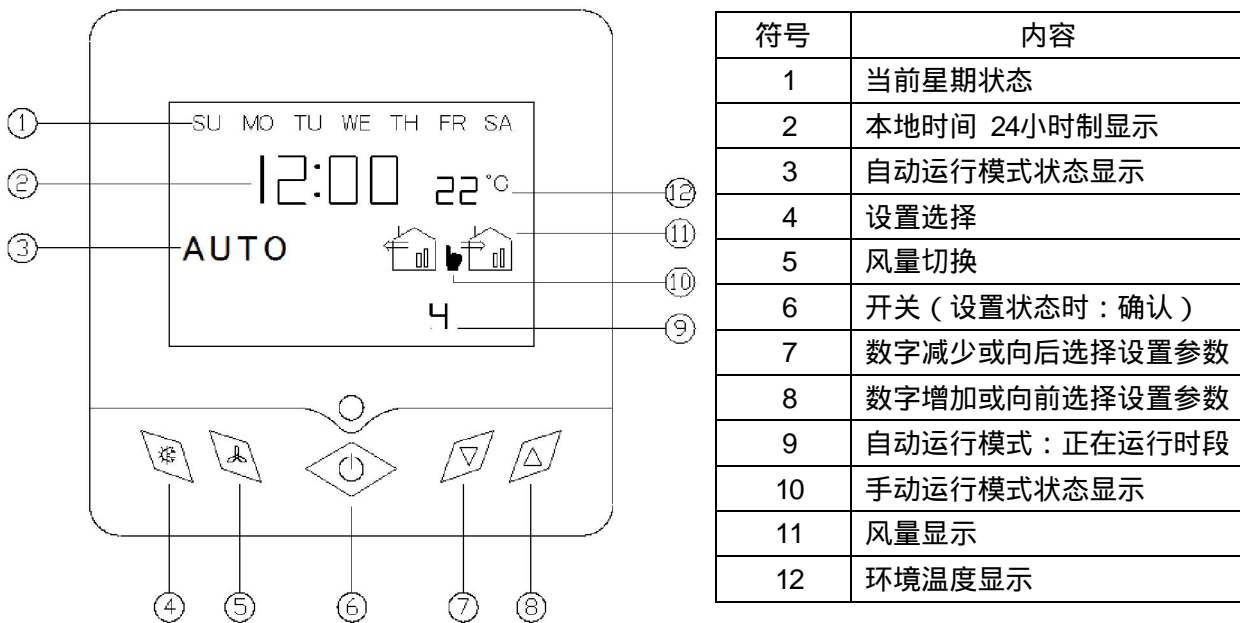 ① SU MO TU WE TH FR SA
② 12:00 22°C ⑫
③ AUTO ⑪
⑩
4 ⑨
④ ⑤ ⑥ ⑦ ⑧
符号 内容
1 当前星期状态
2 本地时间 24小时制显示
3 自动运行模式状态显示
4 设置选择
5 风量切换
6 开关（设置状态时：确认）
7 数字减少或向后选择设置参数
8 数字增加或向前选择设置参数
9 自动运行模式：正在运行时段
10 手动运行模式状态显示
11 风量显示
12 环境温度显示